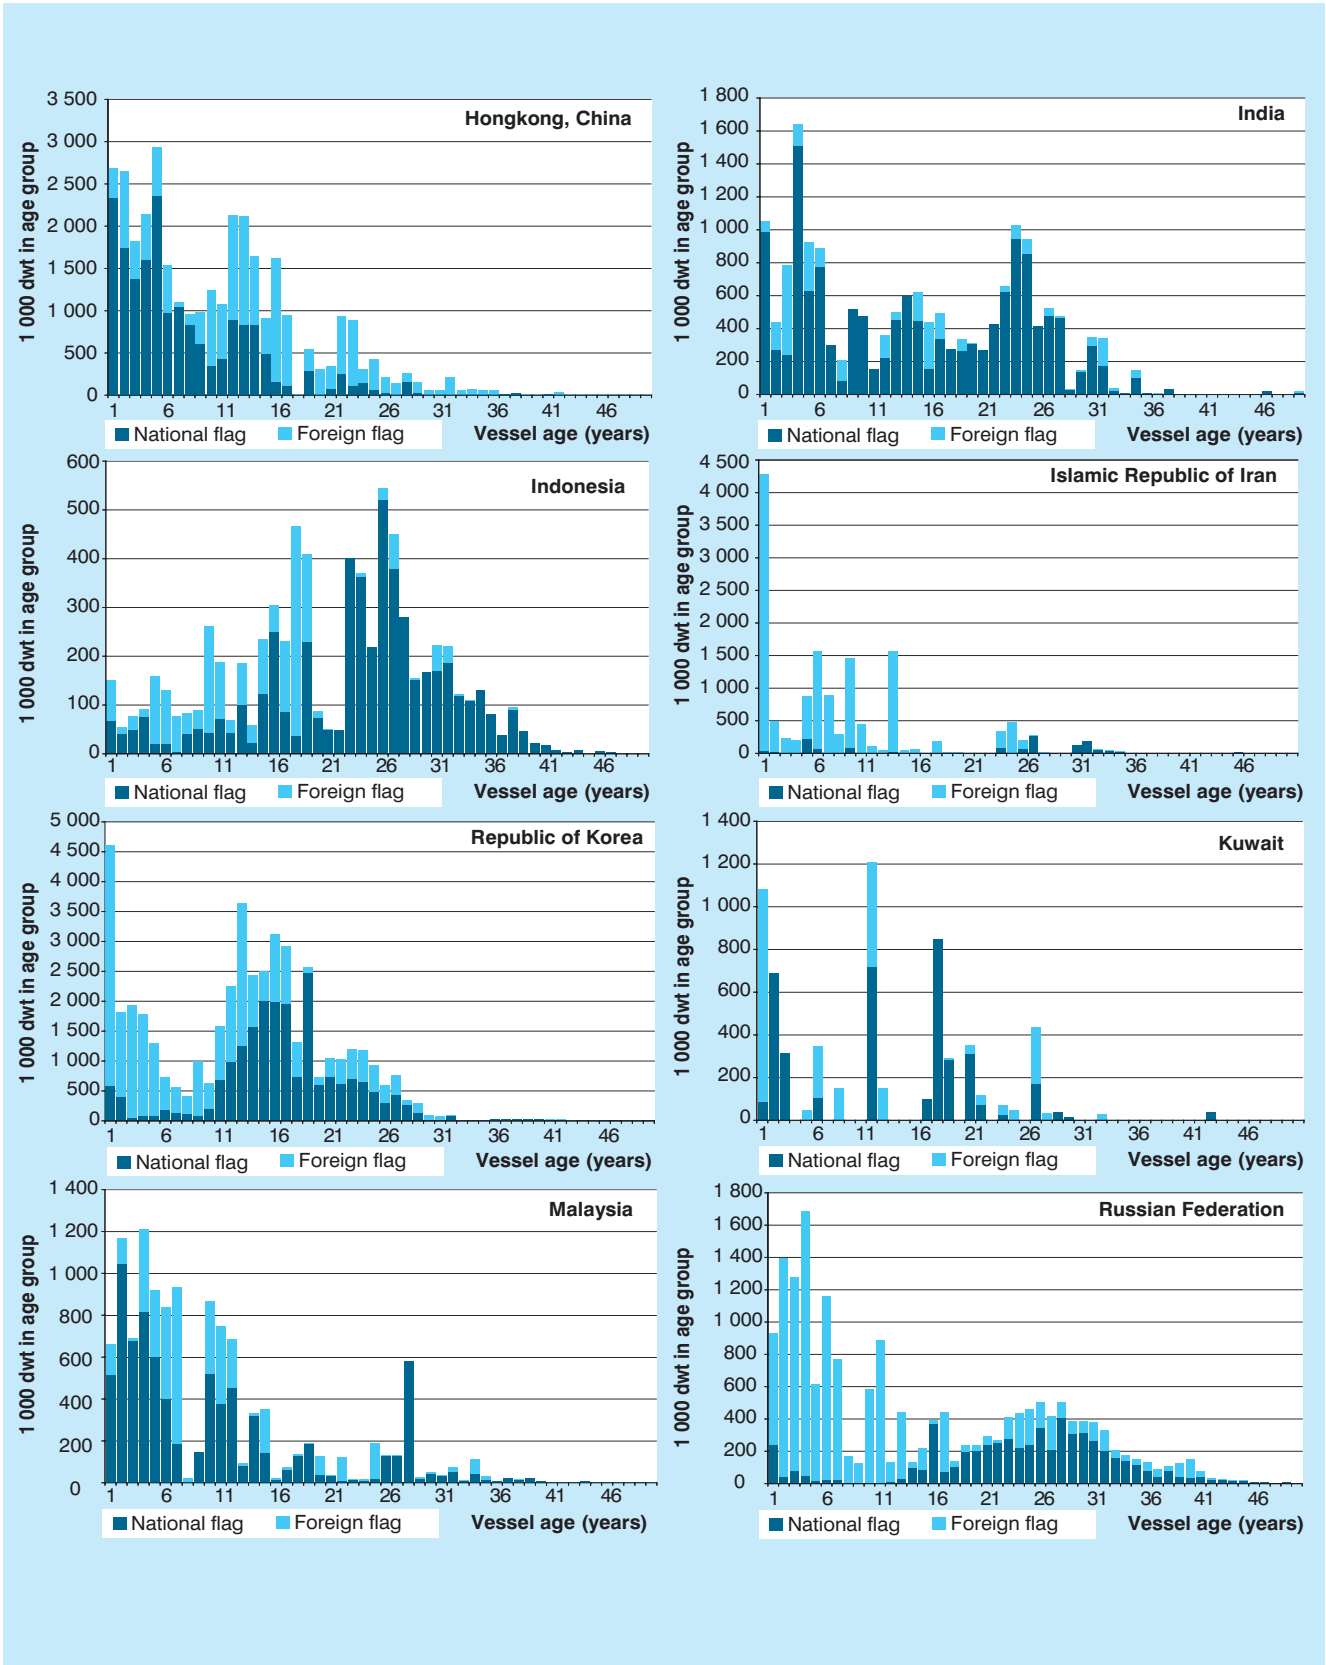 Hongkong, China
1 000 dwt in age group
3 500
3 000
2 500
2 000
1 500
1 000
500
0
1 6 11 16 21 26 31 36 41 46
National flag Foreign flag Vessel age (years)
India
1 000 dwt in age group
1 800
1 600
1 400
1 200
1 000
800
600
400
200
0
1 6 11 16 21 26 31 36 41 46
National flag Foreign flag Vessel age (years)
Indonesia
1 000 dwt in age group
600
500
400
300
200
100
0
1 6 11 16 21 26 31 36 41 46
National flag Foreign flag Vessel age (years)
Islamic Republic of Iran
1 000 dwt in age group
4 500
4 000
3 500
3 000
2 500
2 000
1 500
1 000
500
0
1 6 11 16 21 26 31 36 41 46
National flag Foreign flag Vessel age (years)
Republic of Korea
1 000 dwt in age group
5 000
4 500
4 000
3 500
3 000
2 500
2 000
1 500
1 000
500
0
1 6 11 16 21 26 31 36 41 46
National flag Foreign flag Vessel age (years)
Kuwait
1 000 dwt in age group
1 400
1 200
1 000
800
600
400
200
0
1 6 11 16 21 26 31 36 41 46
National flag Foreign flag Vessel age (years)
Malaysia
1 000 dwt in age group
1 400
1 200
1 000
800
600
400
200
0
1 6 11 16 21 26 31 36 41 46
National flag Foreign flag Vessel age (years)
Russian Federation
1 000 dwt in age group
1 800
1 600
1 400
1 200
1 000
800
600
400
200
0
1 6 11 16 21 26 31 36 41 46
National flag Foreign flag Vessel age (years)